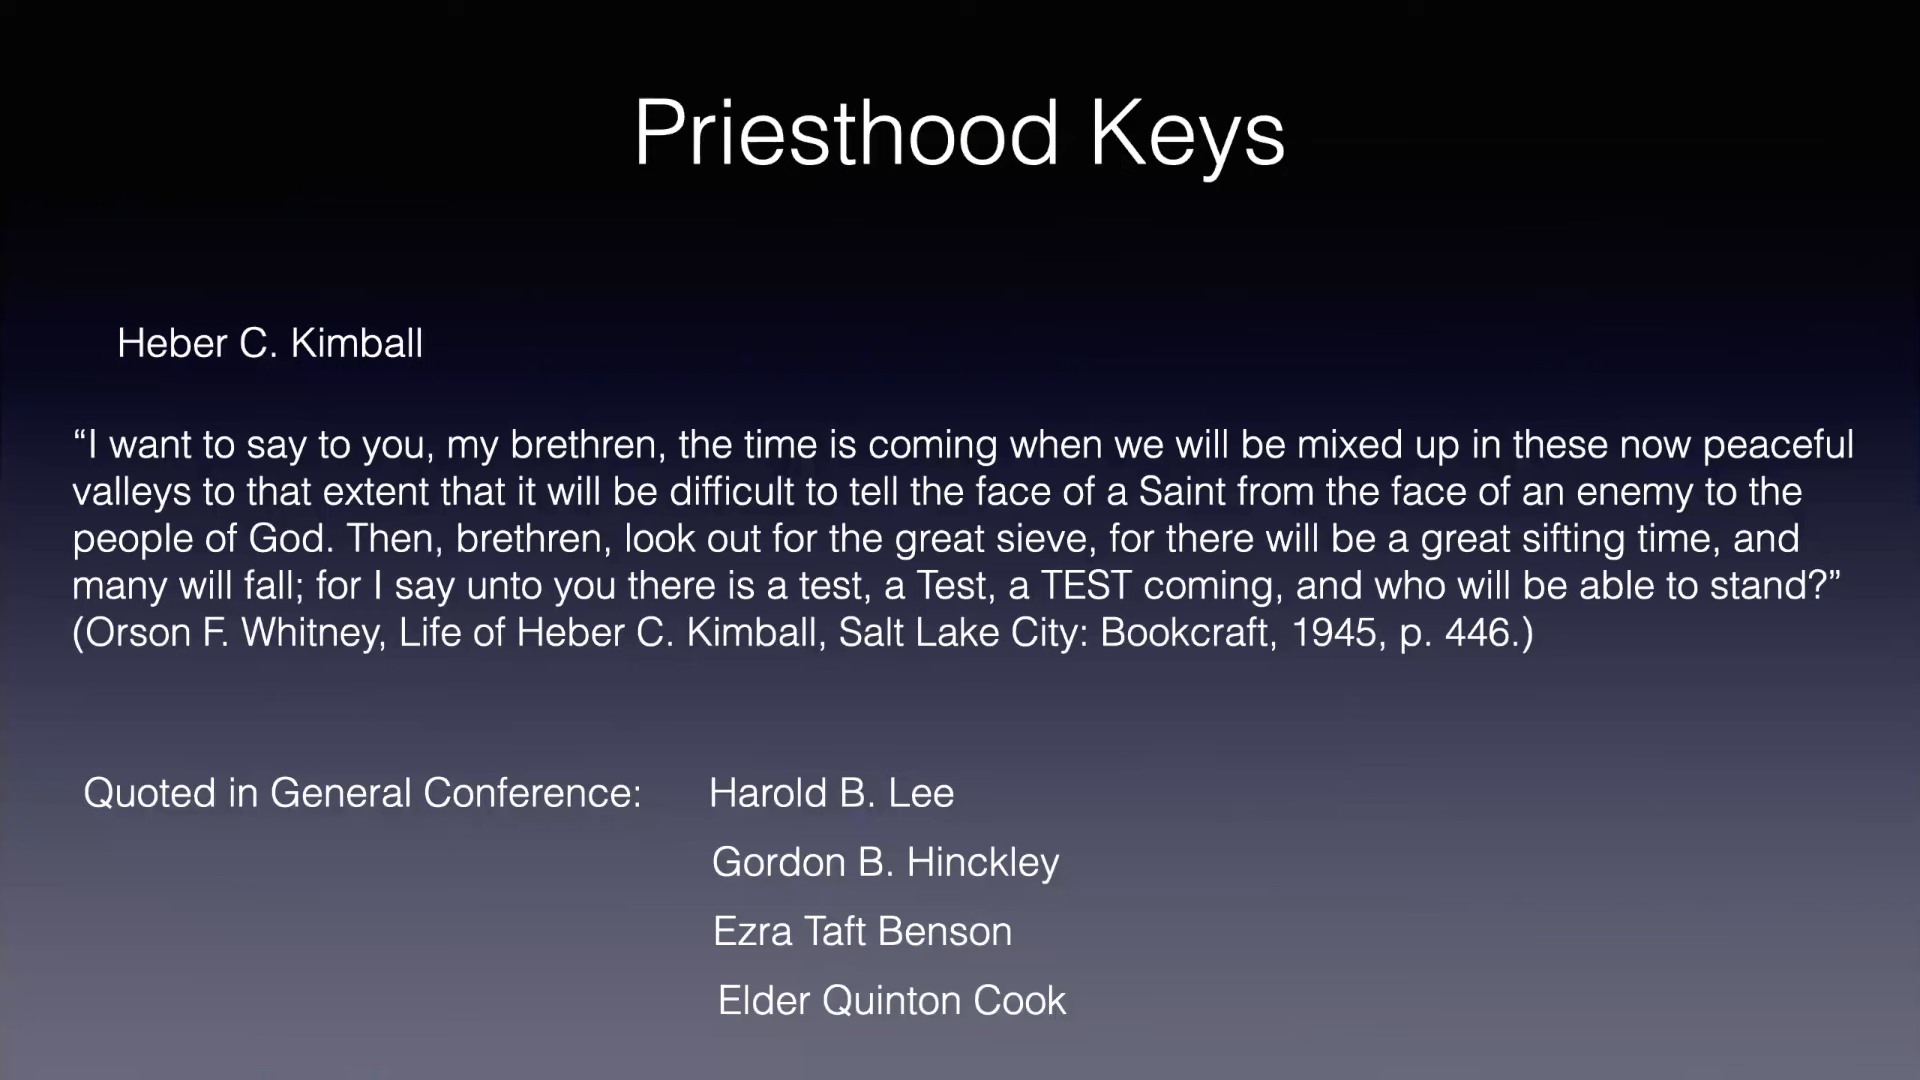 Priesthood Keys
Heber C. Kimball
“I want to say to you, my brethren, the time is coming when we will be mixed up in these now peaceful
valleys to that extent that it will be difficult to tell the face of a Saint from the face of an enemy to the
people of God. Then, brethren, look out for the great sieve, for there will be a great sifting time, and
many will fall; for I say unto you there is a test, a Test, a TEST coming, and who will be able to stand?”
(Orson F. Whitney, Life of Heber C. Kimball, Salt Lake City: Bookcraft, 1945, p. 446.)
Quoted in General Conference: Harold B. Lee
Gordon B. Hinckley
Ezra Taft Benson
Elder Quinton Cook